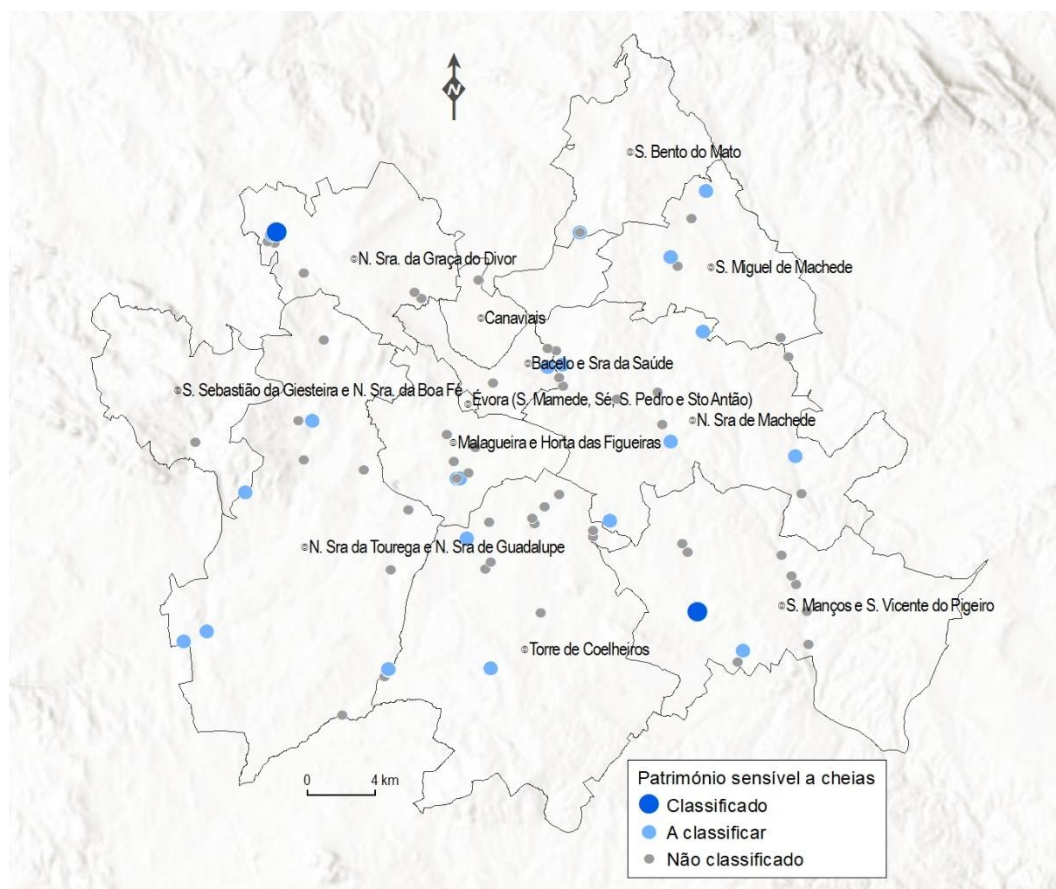 N
S. Bento do Mato
N. Sra. da Graça do Divor
S. Miguel de Machede
Canaviais
Bacelo e Sra da Saúde
S. Sebastião da Giesteira e N. Sra. da Boa Fé
Évora (S. Mamede, Sé, S. Pedro e Sto Antão)
N. Sra de Machede
Malagueira e Horta das Figueiras
N. Sra da Tourega e N. Sra de Guadalupe
S. Manços e S. Vicente do Pigeiro
Torre de Coelheiros
0 4 km
Património sensível a cheias
Classificado
A classificar
Não classificado